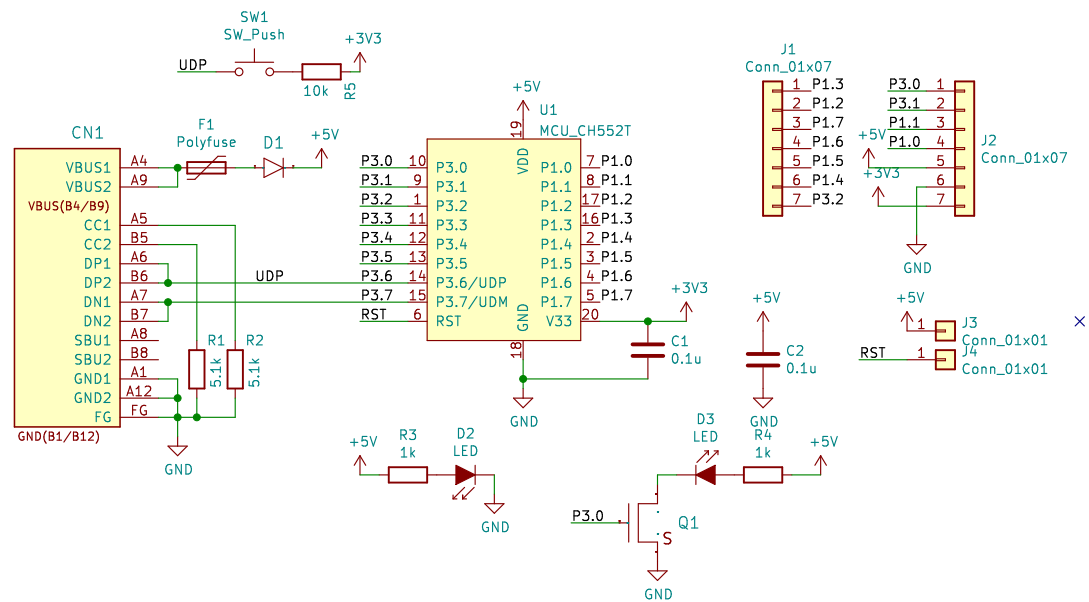 SW1
SW_Push
UDP
10k
R5
+3V3
CN1
VBUS1
VBUS2
VBUS(B4/B9)
CC1
CC2
DP1
DP2
DN1
DN2
SBU1
SBU2
GND1
GND2
FG
GND(B1/B12)
A4
A9
A5
B5
A6
B6
A7
B7
A8
B8
A1
A12
FG
F1
Polyfuse
D1
+5V
UDP
R1
5.1k
R2
5.1k
GND
+5V
U1
MCU_CH552T
19
VDD
P3.0 10 P3.0
P3.1 9 P3.1
P3.2 1 P3.2
P3.3 11 P3.3
P3.4 12 P3.4
P3.5 13 P3.5
P3.6 14 P3.6/UDP
P3.7 15 P3.7/UDM
RST 6 RST
P1.0 7 P1.0
P1.1 8 P1.1
P1.2 17 P1.2
P1.3 16 P1.3
P1.4 2 P1.4
P1.5 3 P1.5
P1.6 4 P1.6
P1.7 5 P1.7
V33 20
GND
18
GND
+3V3
C1
0.1u
+5V
C2
0.1u
GND
J1
Conn_01x07
1 P1.3
2 P1.2
3 P1.7
4 P1.6
5 P1.5
6 P1.4
7 P3.2
P3.0 1
P3.1 2
P1.1 3
P1.0 4
+5V 5
6
+3V3 7
J2
Conn_01x07
GND
+5V
1
J3
Conn_01x01
RST 1
J4
Conn_01x01
+5V
R3
1k
D2
LED
GND
D3
LED
R4
1k
+5V
P3.0
Q1
S
GND